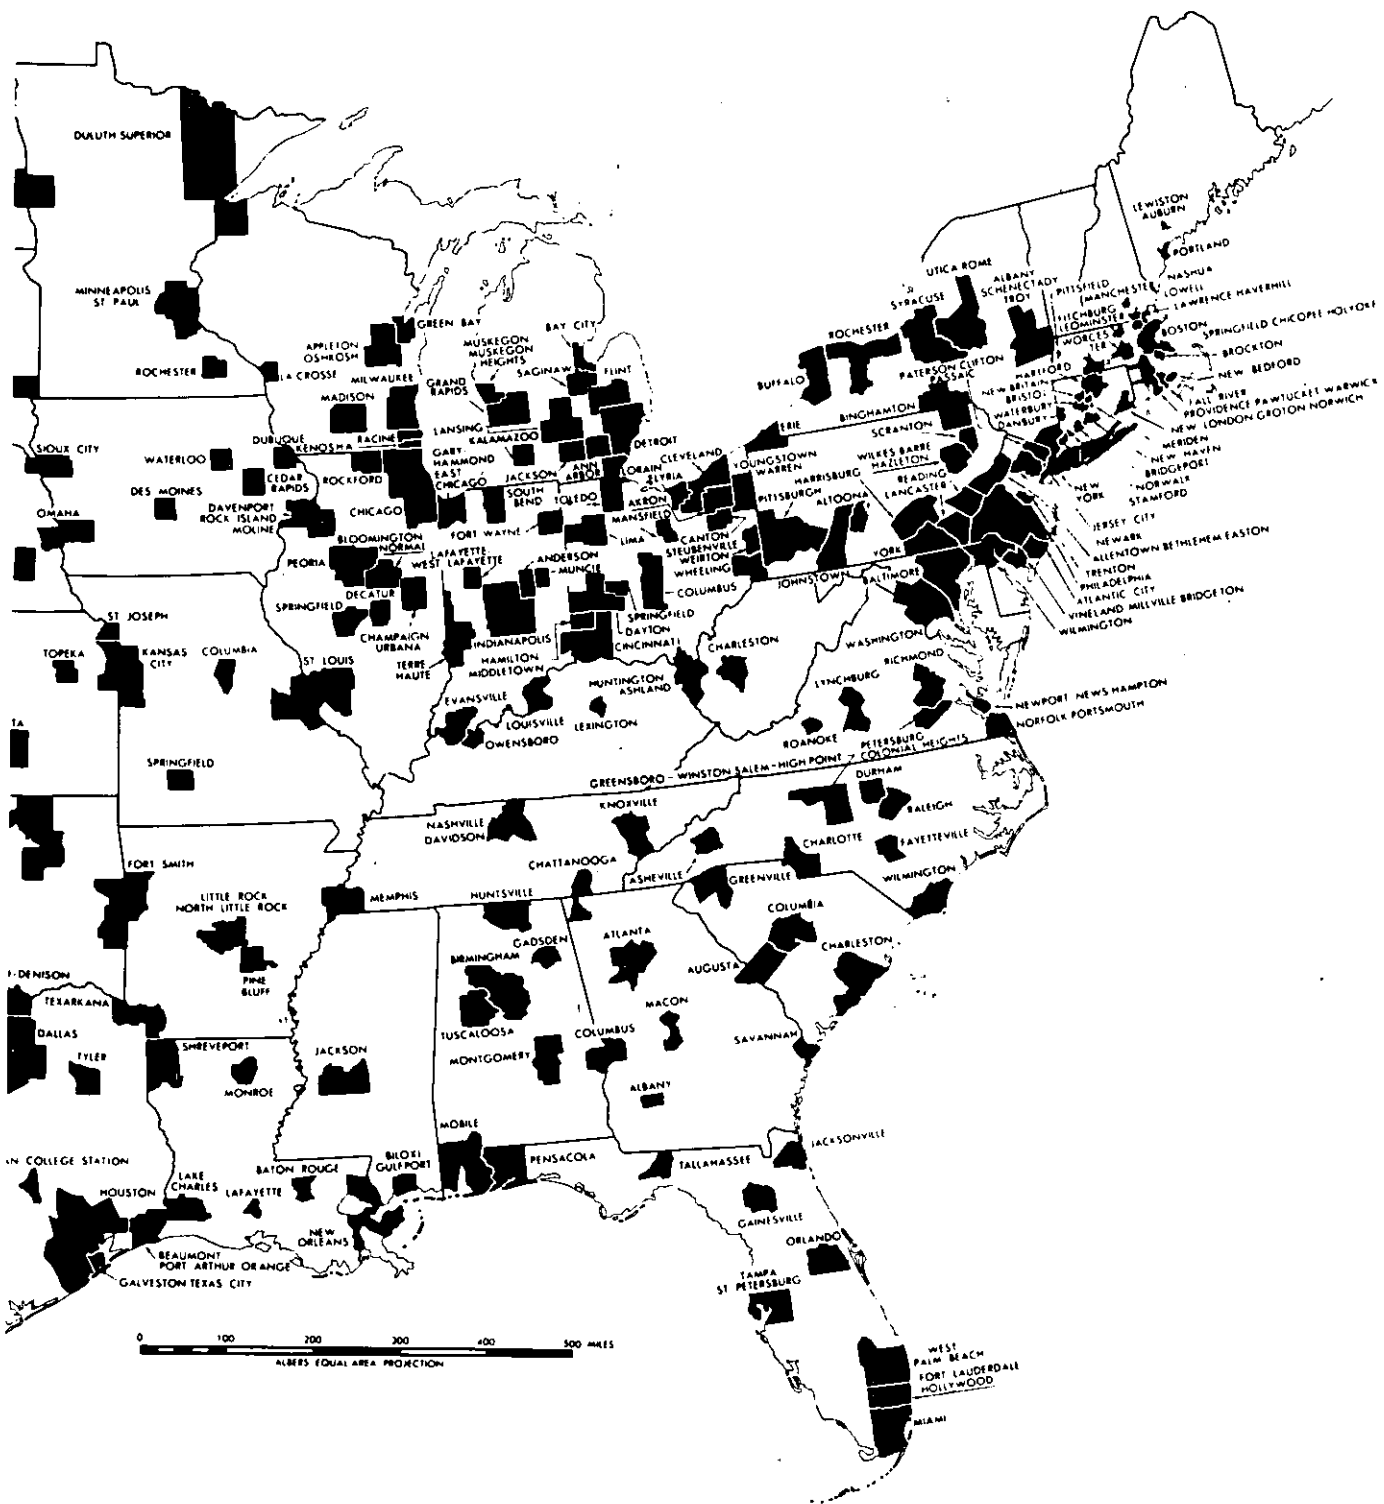 DULUTH SUPERIOR
MINNEAPOLIS
ST PAUL
ROCHESTER
LA CROSSE
GREEN BAY
APPLETON
OSHROSH
MILWAUKEE
MADISON
RACINE
KENOSHA
DUBUQUE
MUSKEGON
MUSKEGON
HEIGHTS
GRAND
RAPIDS
BAY CITY
SAGINAW
FLINT
LANSING
KALAMAZOO
DETROIT
ANN
ARBOR
JACKSON
GARY
HAMMOND
EAST
CHICAGO
SOUTH
BEND
SIOUX CITY
WATERLOO
CEDAR
RAPIDS
DES MOINES
OMAHA
DAVENPORT
ROCK ISLAND
MOLINE
ROCKFORD
CHICAGO
BLOOMINGTON
NORMAL
PEORIA
DECATUR
SPRINGFIELD
CHAMPAIGN
URBANA
LAFAYETTE
WEST LAFAYETTE
FORT WAYNE
ANDERSON
MUNCIE
INDIANAPOLIS
TERRE
HAUTE
TOLEDO
LORAIN
ELYRIA
CLEVELAND
AKRON
MANSFIELD
LIMA
CANTON
YOUNGSTOWN
WARREN
STEUBENVILLE
WEIRTON
WHEELING
COLUMBUS
SPRINGFIELD
DAYTON
CINCINNATI
HAMILTON
MIDDLETOWN
ERIE
PITTSBURGH
ALTOONA
JOHNSTOWN
HARRISBURG
READING
LANCASTER
YORK
WILKES BARRE
HAZLETON
SCRANTON
BINGHAMTON
BUFFALO
ROCHESTER
SYRACUSE
UTICA ROME
ALBANY
SCHENECTADY
TROY
PATERSON CLIFTON
PASSAIC
LEWISTON
AUBURN
PORTLAND
NASHUA
MANCHESTER
LOWELL
LAWRENCE HAVERHILL
PITTSFIELD
FITCHBURG
LEOMINSTER
WORCES
TER
BOSTON
SPRINGFIELD CHICOPEE HOLYOKE
BROCKTON
NEW BEDFORD
FALL RIVER
PROVIDENCE PAWTUCKET WARWICK
NEW LONDON GROTON NORWICH
HARTFORD
NEW BRITAIN
BRISTOL
WATERBURY
DANBURY
MERIDEN
NEW HAVEN
BRIDGEPORT
NORWALK
STAMFORD
NEW
YORK
JERSEY CITY
NEWARK
ALLENTOWN BETHLEHEM EASTON
TRENTON
PHILADELPHIA
ATLANTIC CITY
VINELAND MILLVILLE BRIDGETON
WILMINGTON
BALTIMORE
WASHINGTON
RICHMOND
LYNCHBURG
ROANOKE
PETERSBURG
COLONIAL HEIGHTS
NEWPORT NEWS HAMPTON
NORFOLK PORTSMOUTH
CHARLESTON
HUNTINGTON
ASHLAND
LEXINGTON
LOUISVILLE
EVANSVILLE
OWENSBORO
ST JOSEPH
TOPEKA
KANSAS
CITY
COLUMBIA
ST LOUIS
TA
SPRINGFIELD
GREENSBORO - WINSTON SALEM - HIGH POINT
DURHAM
RALEIGH
FAYETTEVILLE
WILMINGTON
CHARLOTTE
ASHEVILLE
KNOXVILLE
NASHVILLE
DAVIDSON
CHATTANOOGA
MEMPHIS
HUNTSVILLE
GREENVILLE
COLUMBIA
CHARLESTON
AUGUSTA
SAVANNAH
ATLANTA
MACON
COLUMBUS
ALBANY
GADSDEN
BIRMINGHAM
TUSCALOOSA
MONTGOMERY
MOBILE
FORT SMITH
LITTLE ROCK
NORTH LITTLE ROCK
PINE
BLUFF
DENISON
TEXARKANA
DALLAS
TYLER
SHREVEPORT
MONROE
JACKSON
AN COLLEGE STATION
HOUSTON
LAKE
CHARLES
LAFAYETTE
BATON ROUGE
NEW
ORLEANS
BILOXI
GULFPORT
BEAUMONT
PORT ARTHUR ORANGE
GALVESTON TEXAS CITY
PENSACOLA
TALLAHASSEE
JACKSONVILLE
GAINESVILLE
ORLANDO
TAMPA
ST PETERSBURG
WEST
PALM BEACH
FORT LAUDERDALE
HOLLYWOOD
MIAMI
0 100 200 300 400 500 MILES
ALBERS EQUAL AREA PROJECTION